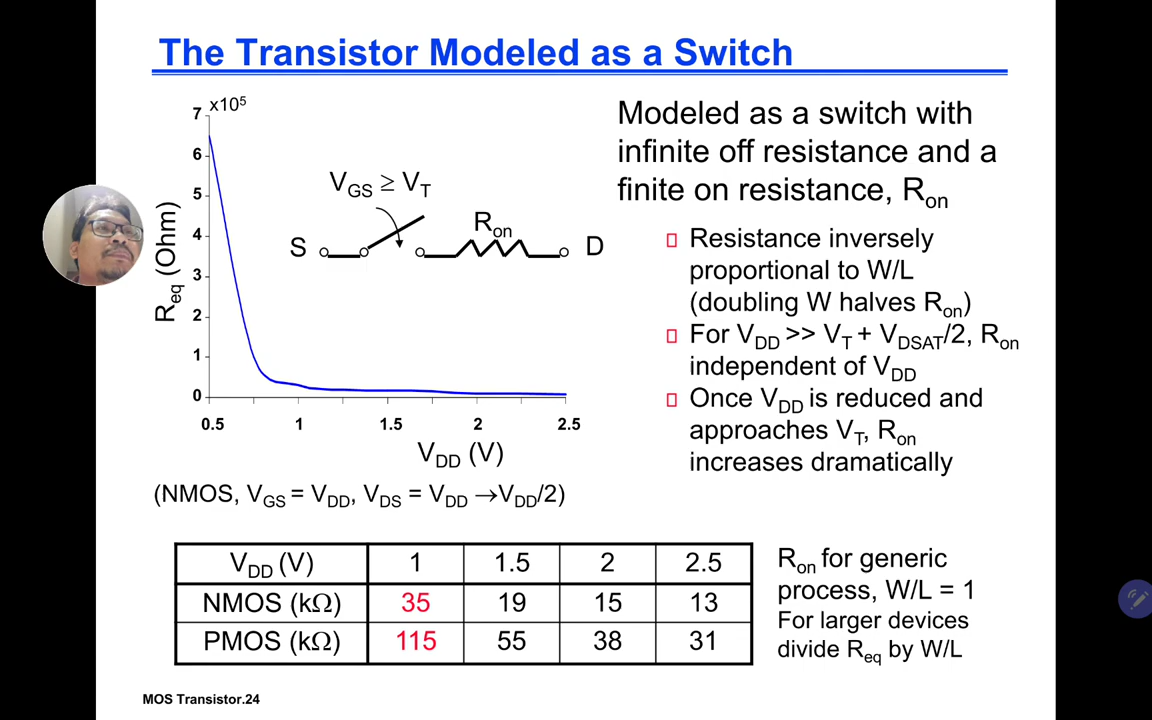 The Transistor Modeled as a Switch
x10⁵
7
6
5
4
3
2
1
0
R_eq (Ohm)
0.5 1 1.5 2 2.5
V_DD (V)
V_GS ≥ V_T
S
R_on
D
(NMOS, V_GS = V_DD, V_DS = V_DD →V_DD/2)
Modeled as a switch with
infinite off resistance and a
finite on resistance, R_on
Resistance inversely
proportional to W/L
(doubling W halves R_on)
For V_DD >> V_T + V_DSAT/2, R_on
independent of V_DD
Once V_DD is reduced and
approaches V_T, R_on
increases dramatically
V_DD (V) 1 1.5 2 2.5
NMOS (kΩ) 35 19 15 13
PMOS (kΩ) 115 55 38 31
R_on for generic
process, W/L = 1
For larger devices
divide R_eq by W/L
MOS Transistor.24